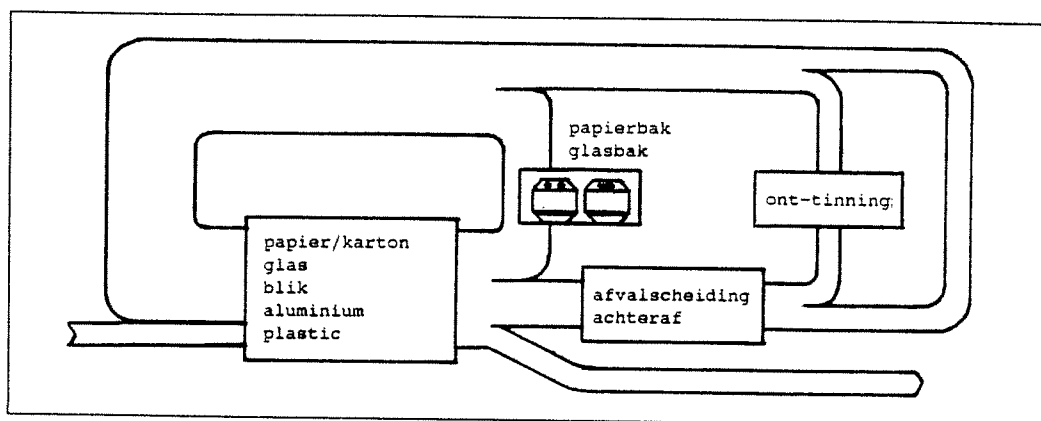 papierbak
glasbak
ont-tinning
papier/karton
glas
blik
aluminium
plastic
afvalscheiding
achteraf